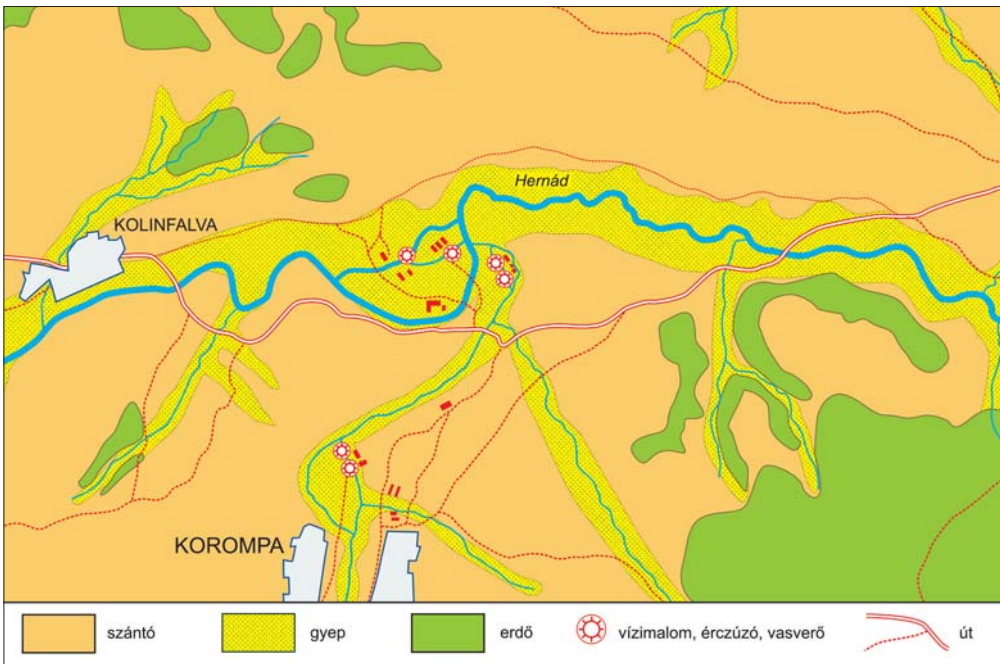 Hernád
KOLINFALVA
KOROMPA
szántó
gyep
erdő
vízimalom, érczúzó, vasverő
út